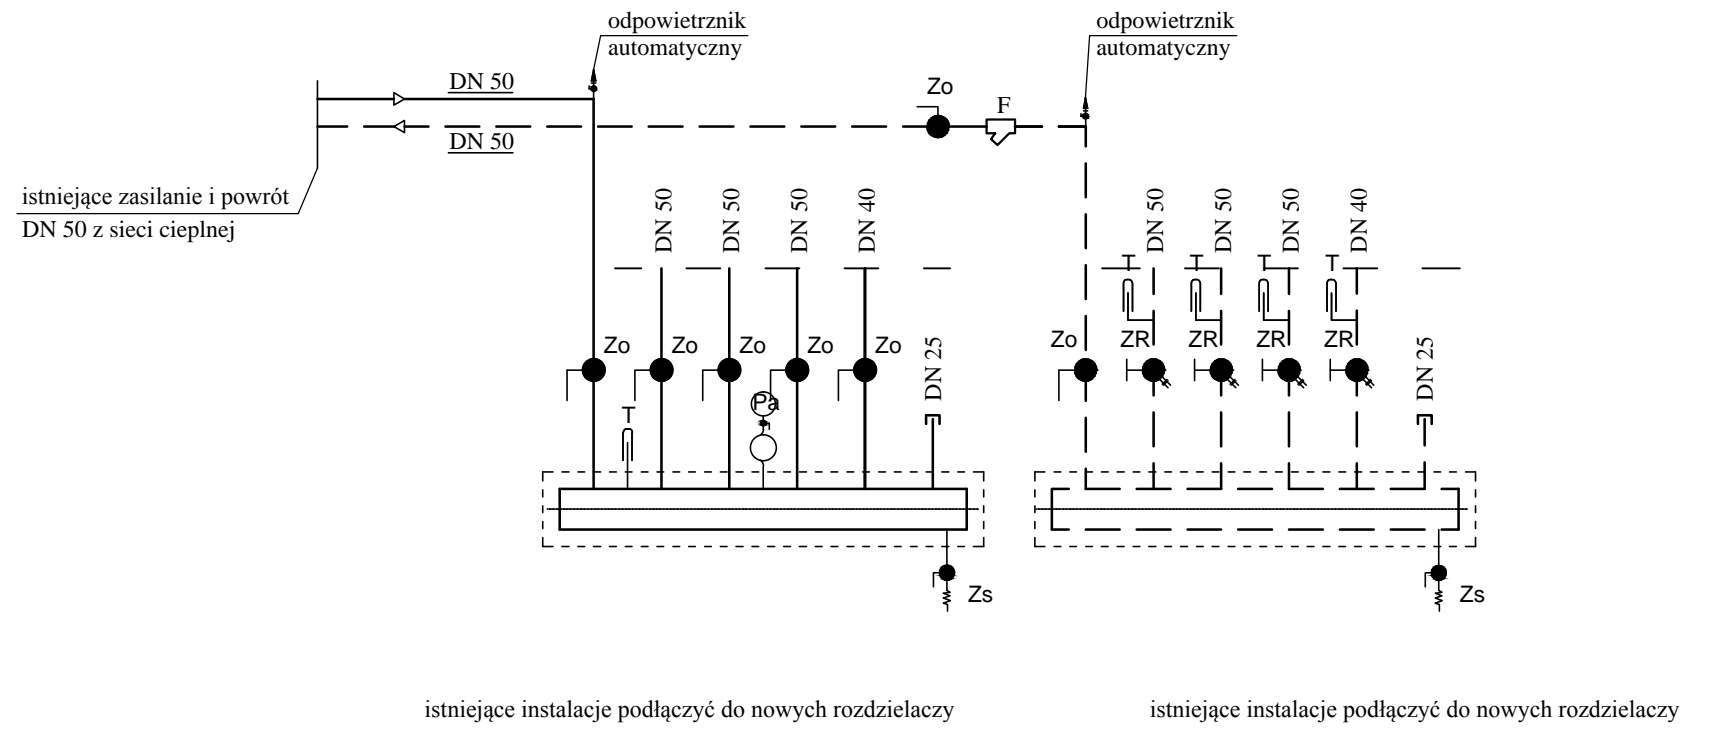 odpowietrznik
automatyczny
odpowietrznik
automatyczny
DN 50
Zo
F
DN 50
istniejące zasilanie i powrót
DN 50 z sieci cieplnej
DN 50
DN 50
DN 50
DN 40
DN 50
DN 50
DN 50
DN 40
T
T
T
T
Zo
Zo
Zo
Zo
Zo
DN 25
Zo
ZR
ZR
ZR
ZR
DN 25
T
Pa
Zs
Zs
istniejące instalacje podłączyć do nowych rozdzielaczy
istniejące instalacje podłączyć do nowych rozdzielaczy